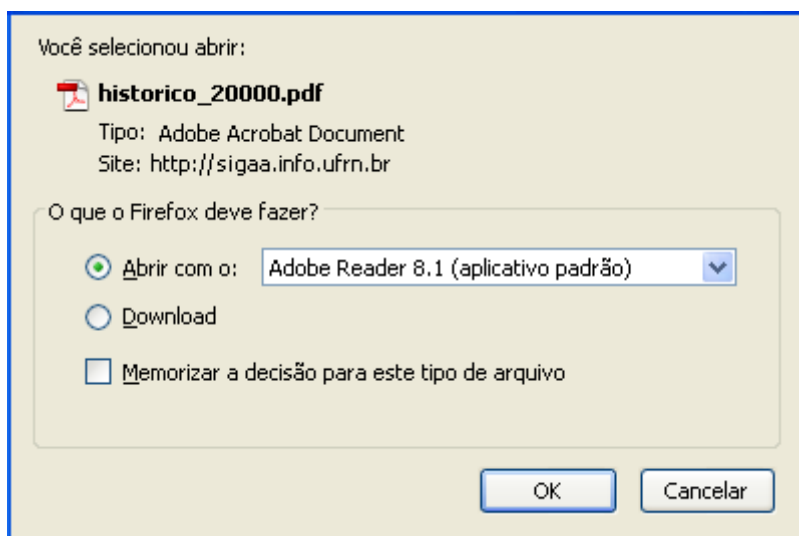 Você selecionou abrir:
historico_20000.pdf
Tipo: Adobe Acrobat Document
Site: http://sigaa.info.ufrn.br
O que o Firefox deve fazer?
Abrir com o: Adobe Reader 8.1 (aplicativo padrão)
Download
Memorizar a decisão para este tipo de arquivo
OK Cancelar